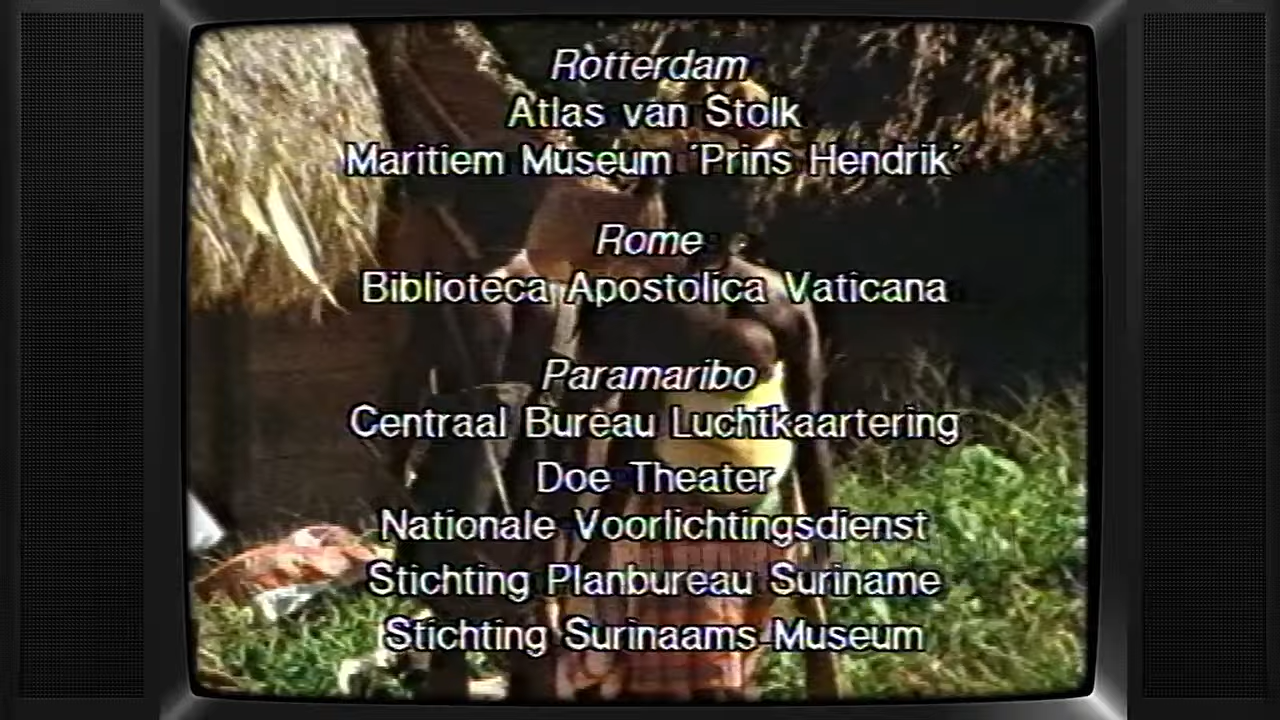 Rotterdam
Atlas van Stolk
Maritiem Museum ´Prins Hendrik´
Rome
Biblioteca Apostolica Vaticana
Paramaribo
Centraal Bureau Luchtkaartering
Doe Theater
Nationale Voorlichtingsdienst
Stichting Planbureau Suriname
Stichting Surinaams Museum